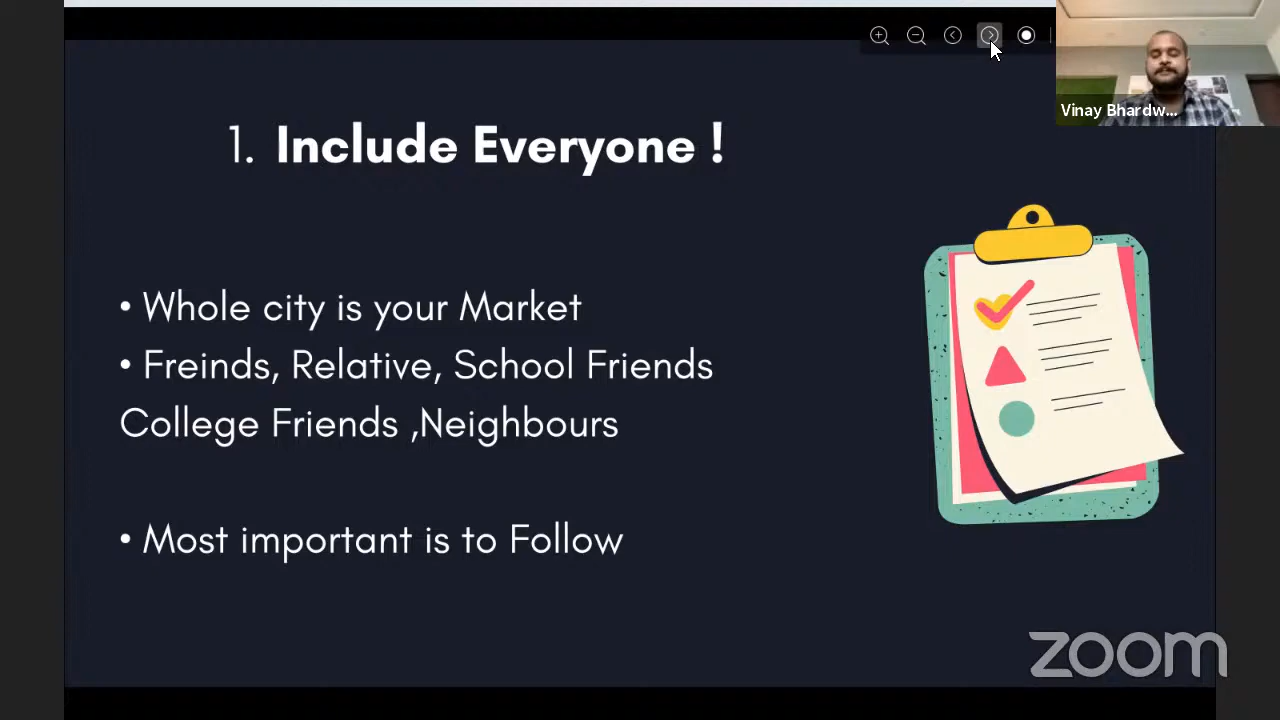 Vinay Bhardw...
1. Include Everyone !
• Whole city is your Market
• Freinds, Relative, School Friends
College Friends ,Neighbours
• Most important is to Follow
zoom